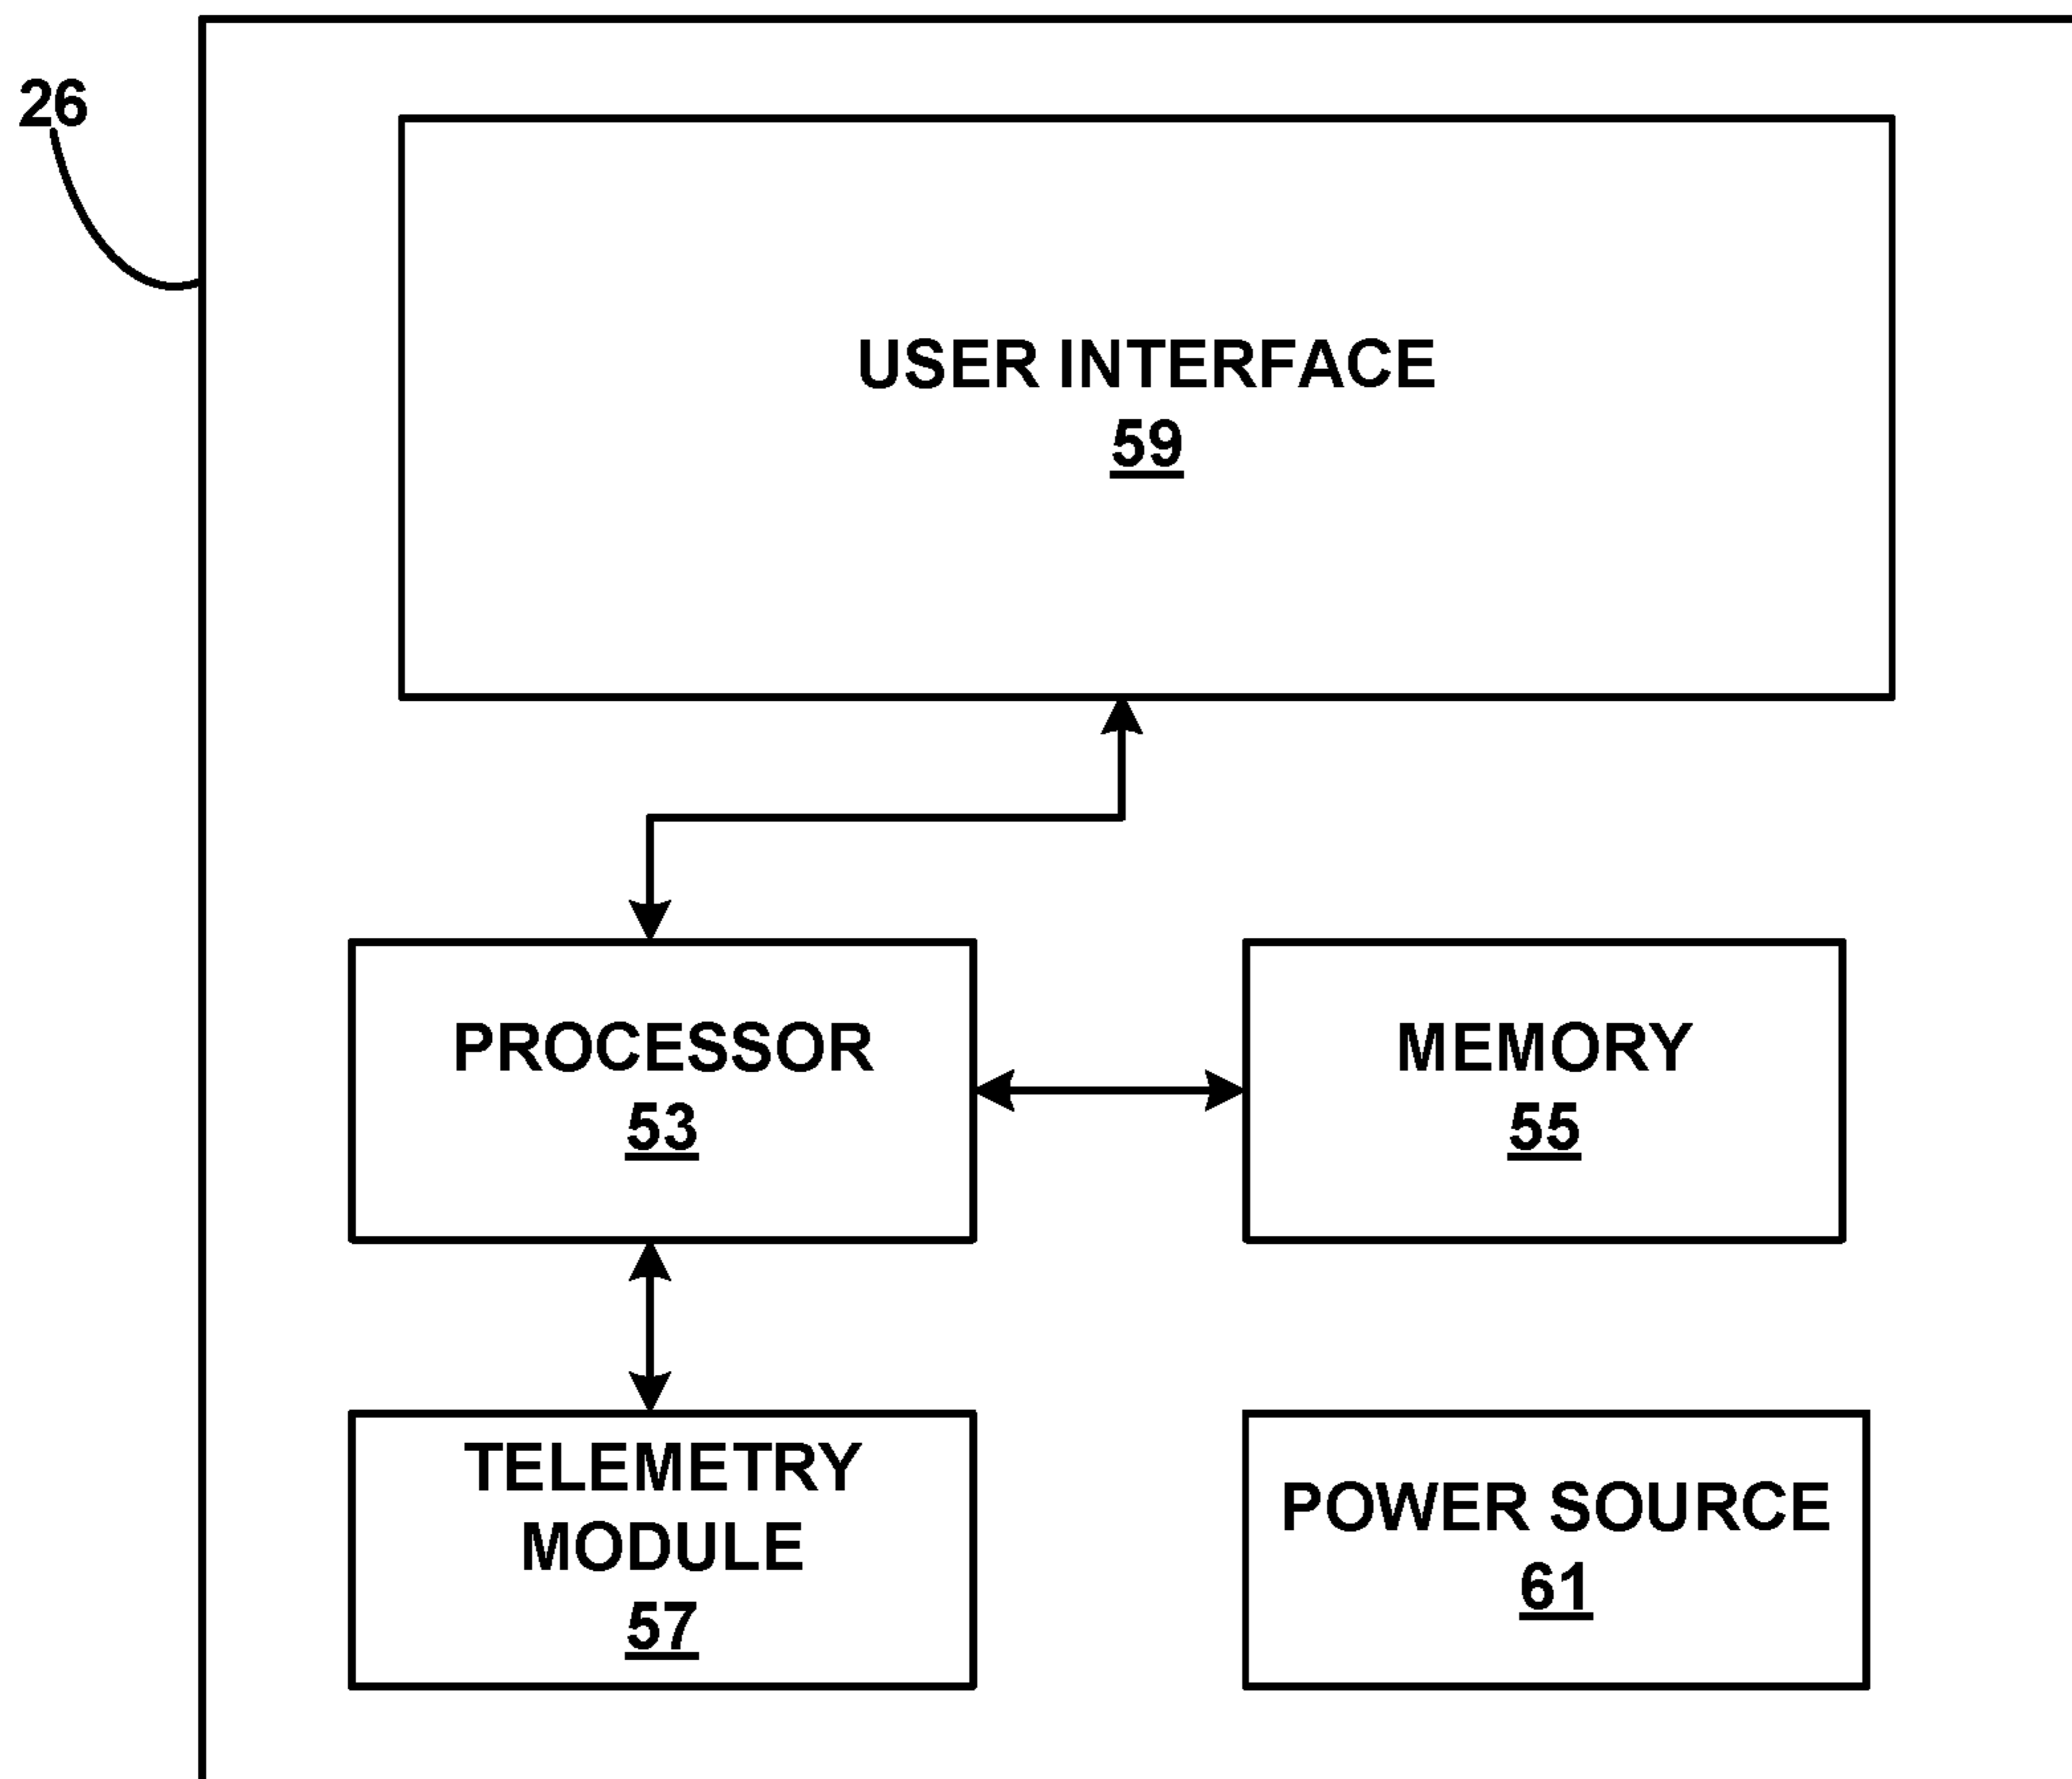 26
USER INTERFACE
59
PROCESSOR
53
MEMORY
55
TELEMETRY
MODULE
57
POWER SOURCE
61